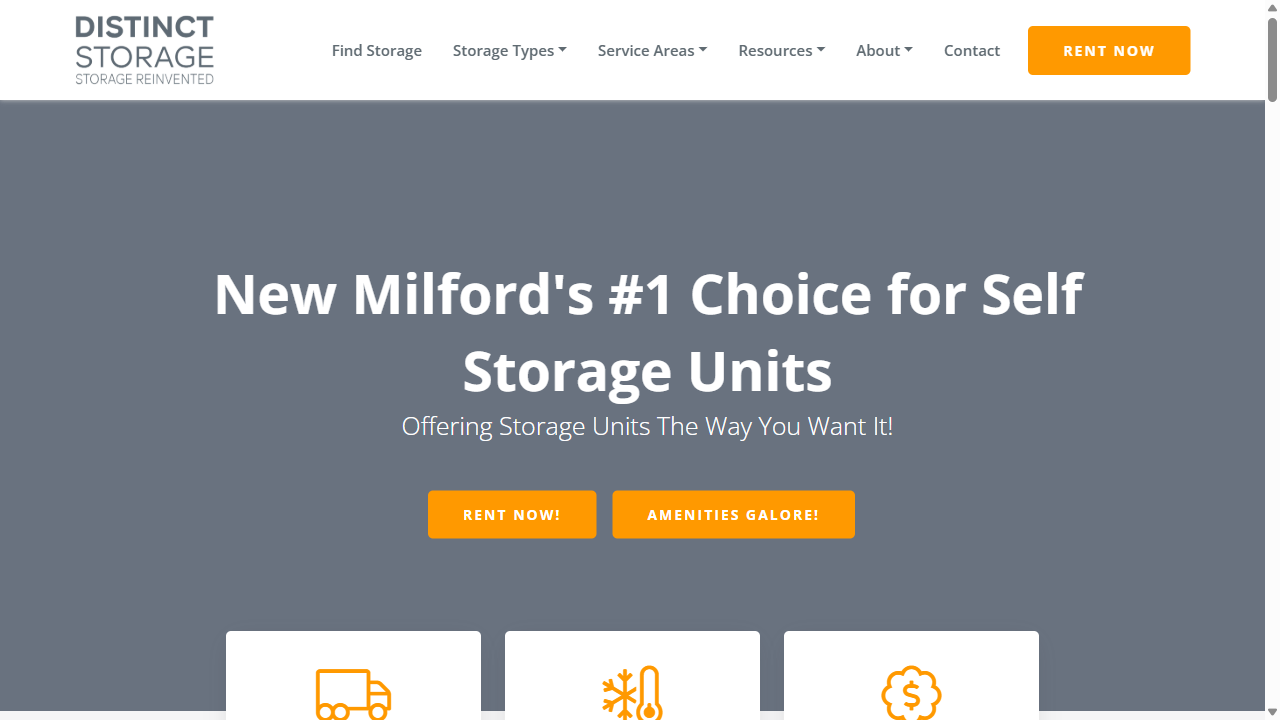 DISTINCT
STORAGE
STORAGE REINVENTED
Find Storage
Storage Types
Service Areas
Resources
About
Contact
RENT NOW
New Milford's #1 Choice for Self
Storage Units
Offering Storage Units The Way You Want It!
RENT NOW!
AMENITIES GALORE!
$